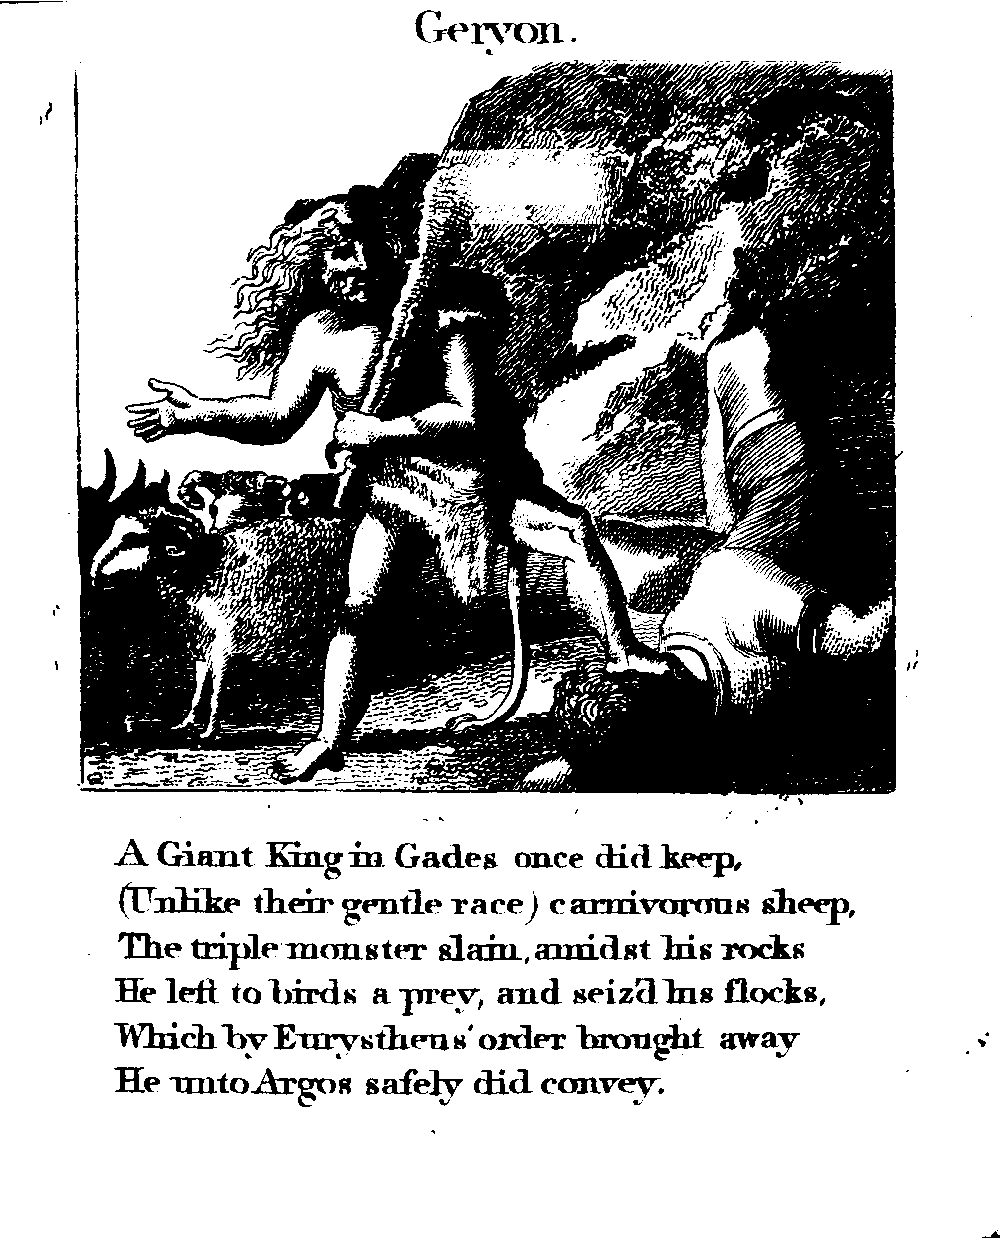 Geryon.
A Giant King in Gades once did keep,
(Unlike their gentle race) carnivorous sheep,
The triple monster slain, amidst his rocks
He left to birds a prey, and seiz'd his flocks,
Which by Eurystheus' order brought away
He unto Argos safely did convey.